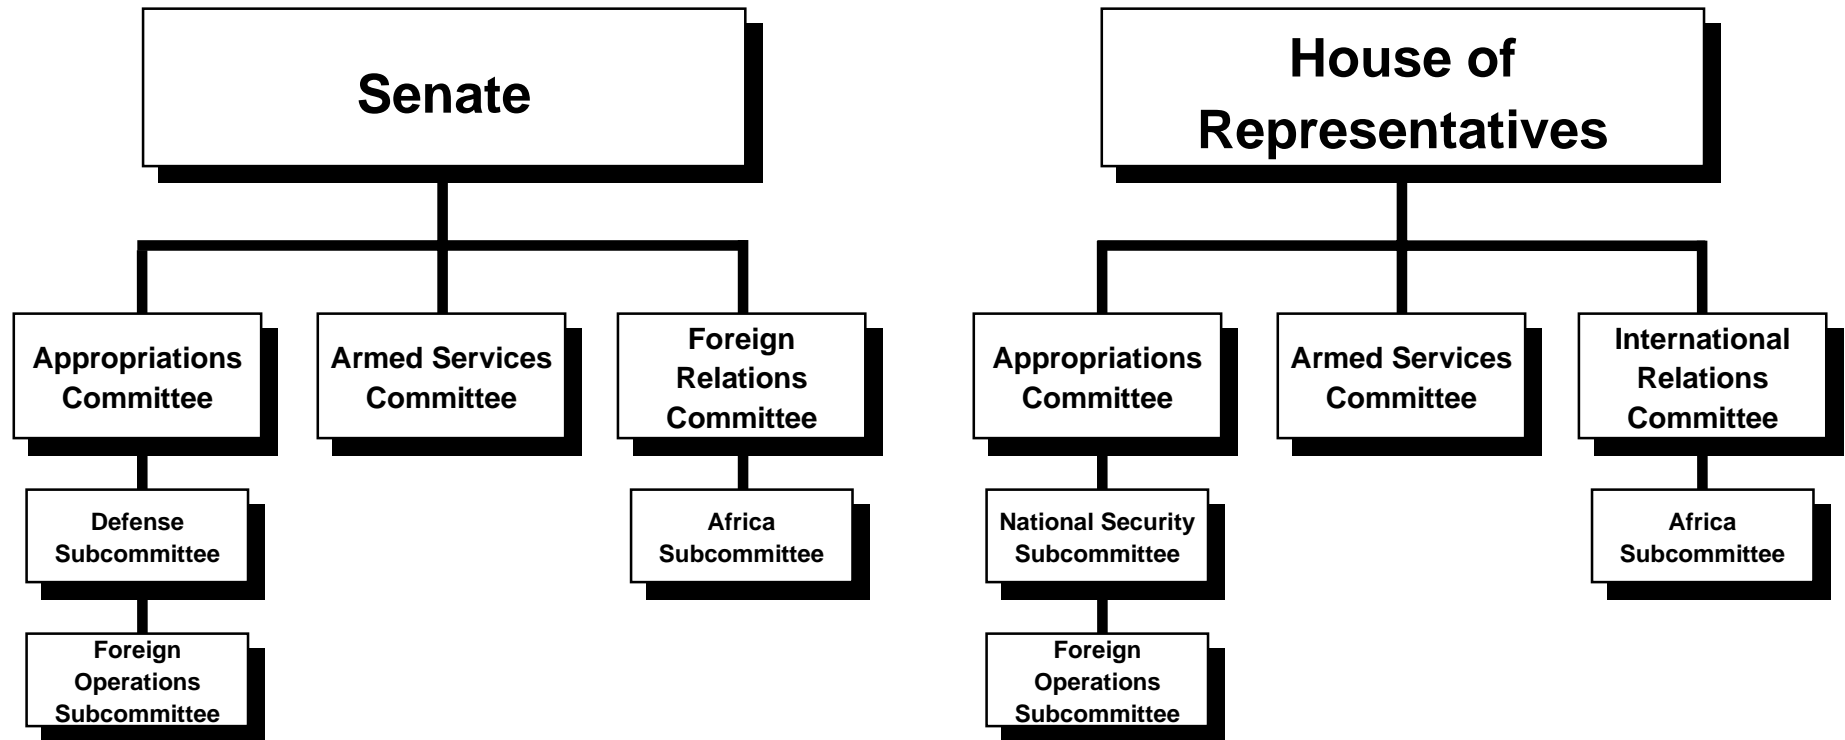 Senate
House of
Representatives
Appropriations
Committee
Armed Services
Committee
Foreign
Relations
Committee
Appropriations
Committee
Armed Services
Committee
International
Relations
Committee
Defense
Subcommittee
Africa
Subcommittee
National Security
Subcommittee
Africa
Subcommittee
Foreign
Operations
Subcommittee
Foreign
Operations
Subcommittee